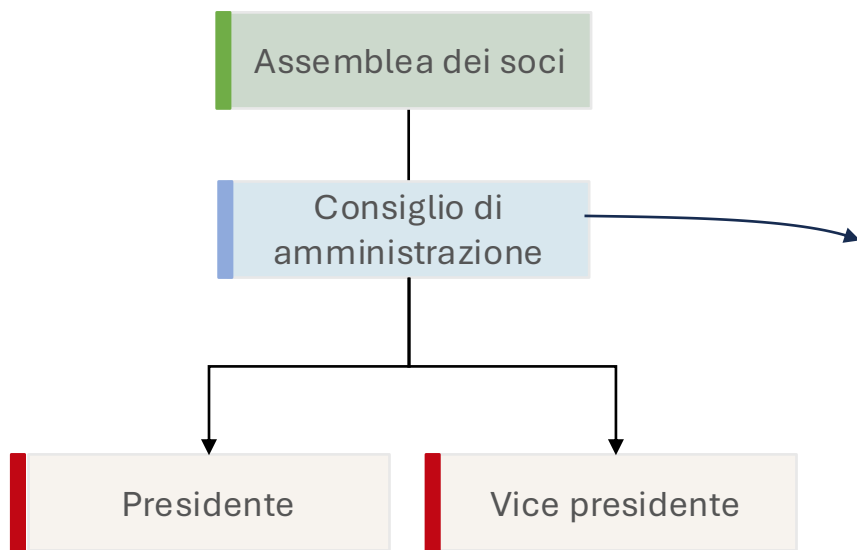 Assemblea dei soci
Consiglio di
amministrazione
Presidente
Vice presidente